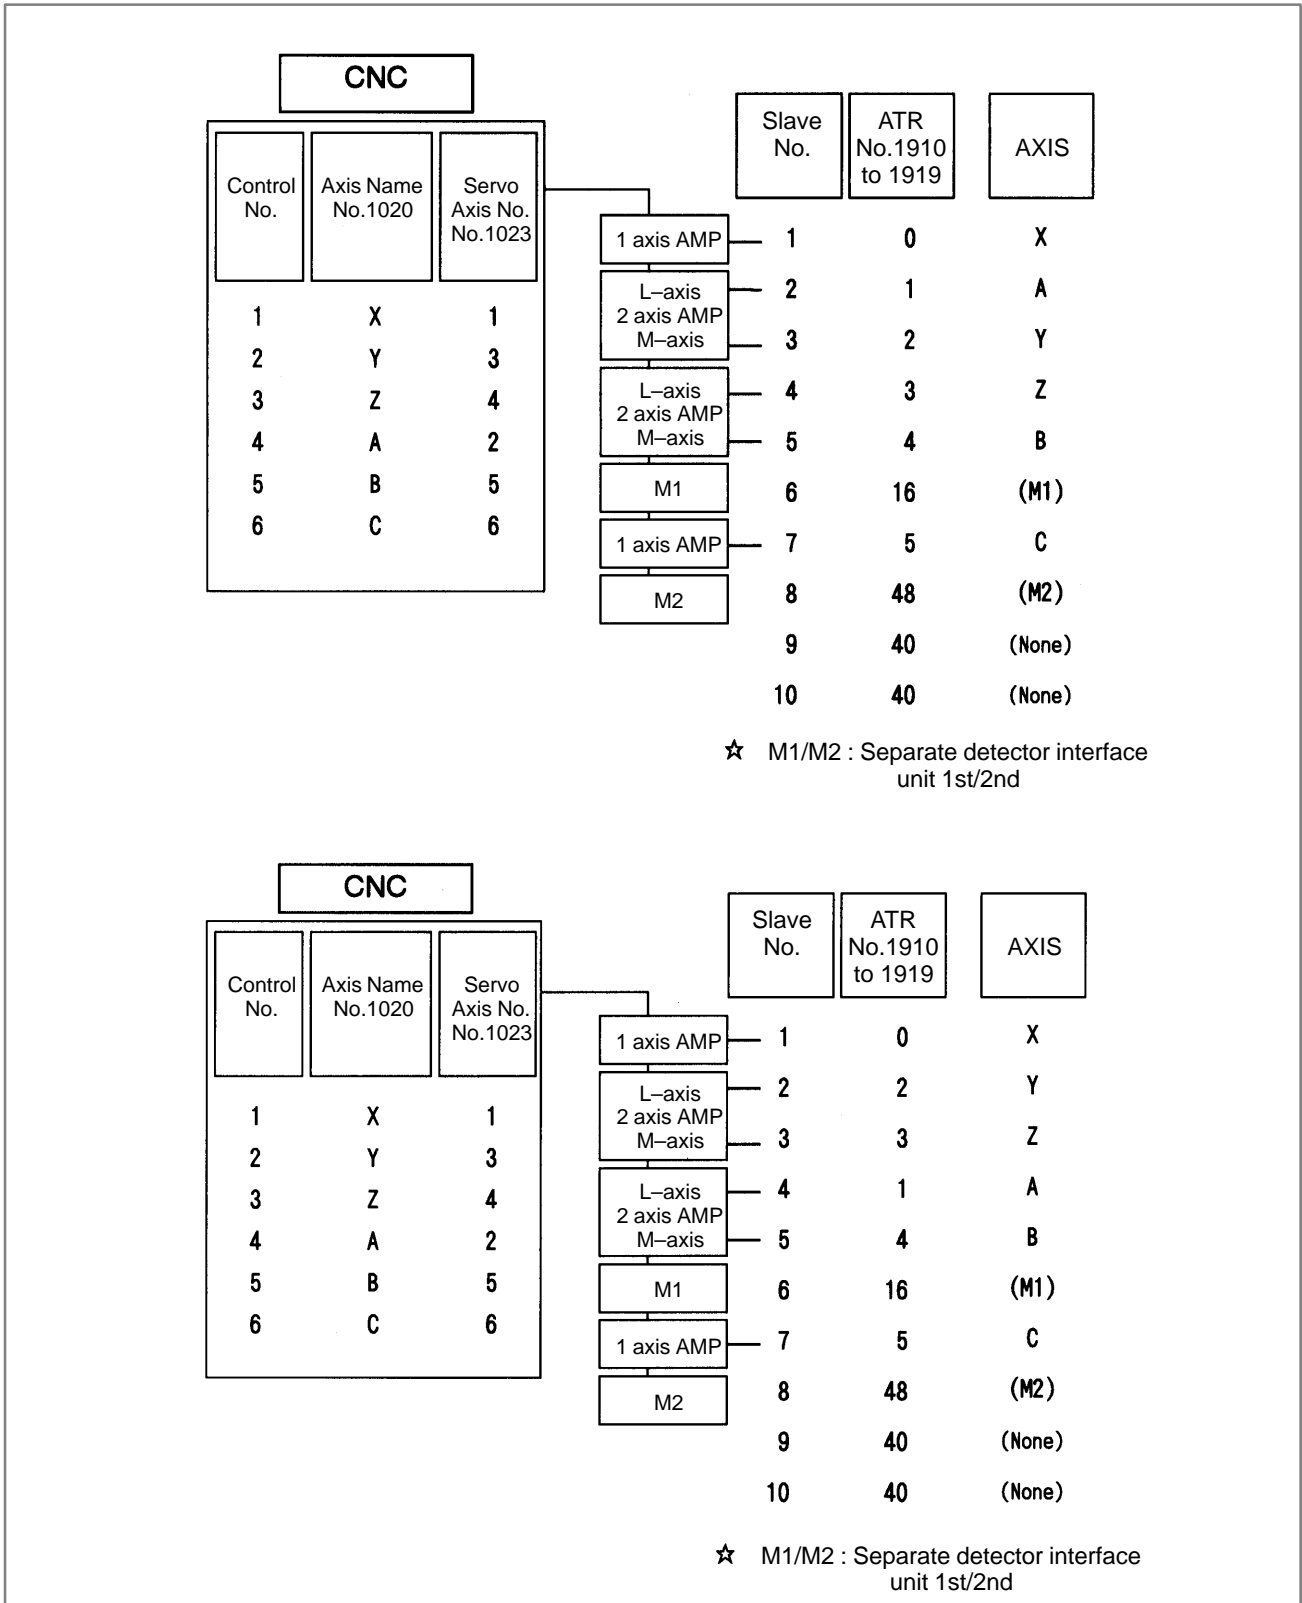 CNC
Control No.
Axis Name No.1020
Servo Axis No. No.1023
1 X 1
2 Y 3
3 Z 4
4 A 2
5 B 5
6 C 6
1 axis AMP
L–axis
2 axis AMP
M–axis
L–axis
2 axis AMP
M–axis
M1
1 axis AMP
M2
Slave No.
ATR No.1910 to 1919
AXIS
1 0 X
2 1 A
3 2 Y
4 3 Z
5 4 B
6 16 (M1)
7 5 C
8 48 (M2)
9 40 (None)
10 40 (None)
☆ M1/M2 : Separate detector interface
unit 1st/2nd
CNC
Control No.
Axis Name No.1020
Servo Axis No. No.1023
1 X 1
2 Y 3
3 Z 4
4 A 2
5 B 5
6 C 6
1 axis AMP
L–axis
2 axis AMP
M–axis
L–axis
2 axis AMP
M–axis
M1
1 axis AMP
M2
Slave No.
ATR No.1910 to 1919
AXIS
1 0 X
2 2 Y
3 3 Z
4 1 A
5 4 B
6 16 (M1)
7 5 C
8 48 (M2)
9 40 (None)
10 40 (None)
☆ M1/M2 : Separate detector interface
unit 1st/2nd